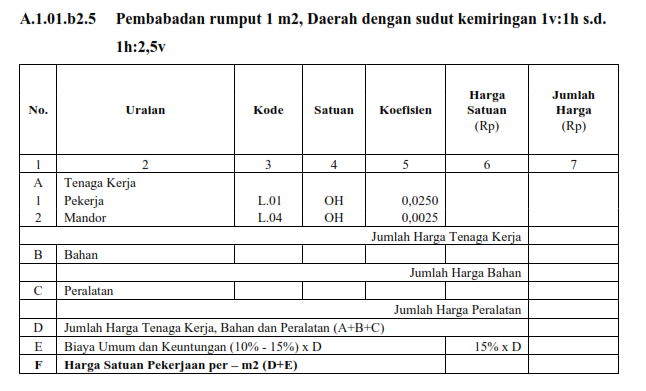 A.1.01.b2.5 Pembabadan rumput 1 m2, Daerah dengan sudut kemiringan 1v:1h s.d.
1h:2,5v
No. Uraian Kode Satuan Koefisien Harga Satuan (Rp) Jumlah Harga (Rp)
1 2 3 4 5 6 7
A Tenaga Kerja
1 Pekerja L.01 OH 0,0250
2 Mandor L.04 OH 0,0025
Jumlah Harga Tenaga Kerja
B Bahan
Jumlah Harga Bahan
C Peralatan
Jumlah Harga Peralatan
D Jumlah Harga Tenaga Kerja, Bahan dan Peralatan (A+B+C)
E Biaya Umum dan Keuntungan (10% - 15%) x D 15% x D
F Harga Satuan Pekerjaan per – m2 (D+E)